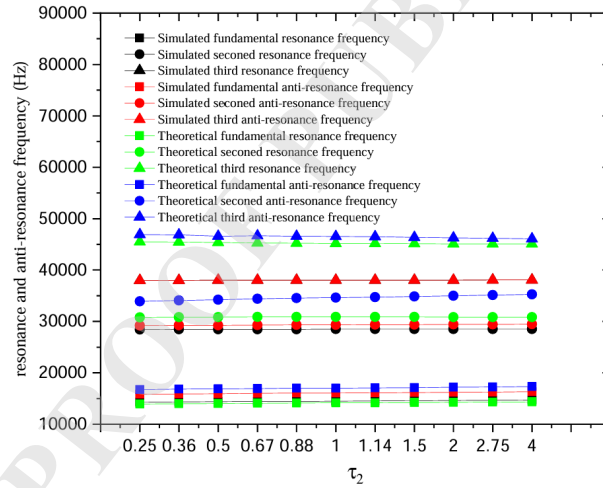 90000
80000
70000
60000
50000
40000
30000
20000
10000
resonance and anti-resonance frequency (Hz)
Simulated fundamental resonance frequency
Simulated seconed resonance frequency
Simulated third resonance frequency
Simulated fundamental anti-resonance frequency
Simulated seconed anti-resonance frequency
Simulated third anti-resonance frequency
Theoretical fundamental resonance frequency
Theoretical seconed resonance frequency
Theoretical third resonance frequency
Theoretical fundamental anti-resonance frequency
Theoretical seconed anti-resonance frequency
Theoretical third anti-resonance frequency
0.25 0.36 0.5 0.67 0.88 1 1.14 1.5 2 2.75 4
τ2
PROOF PUB